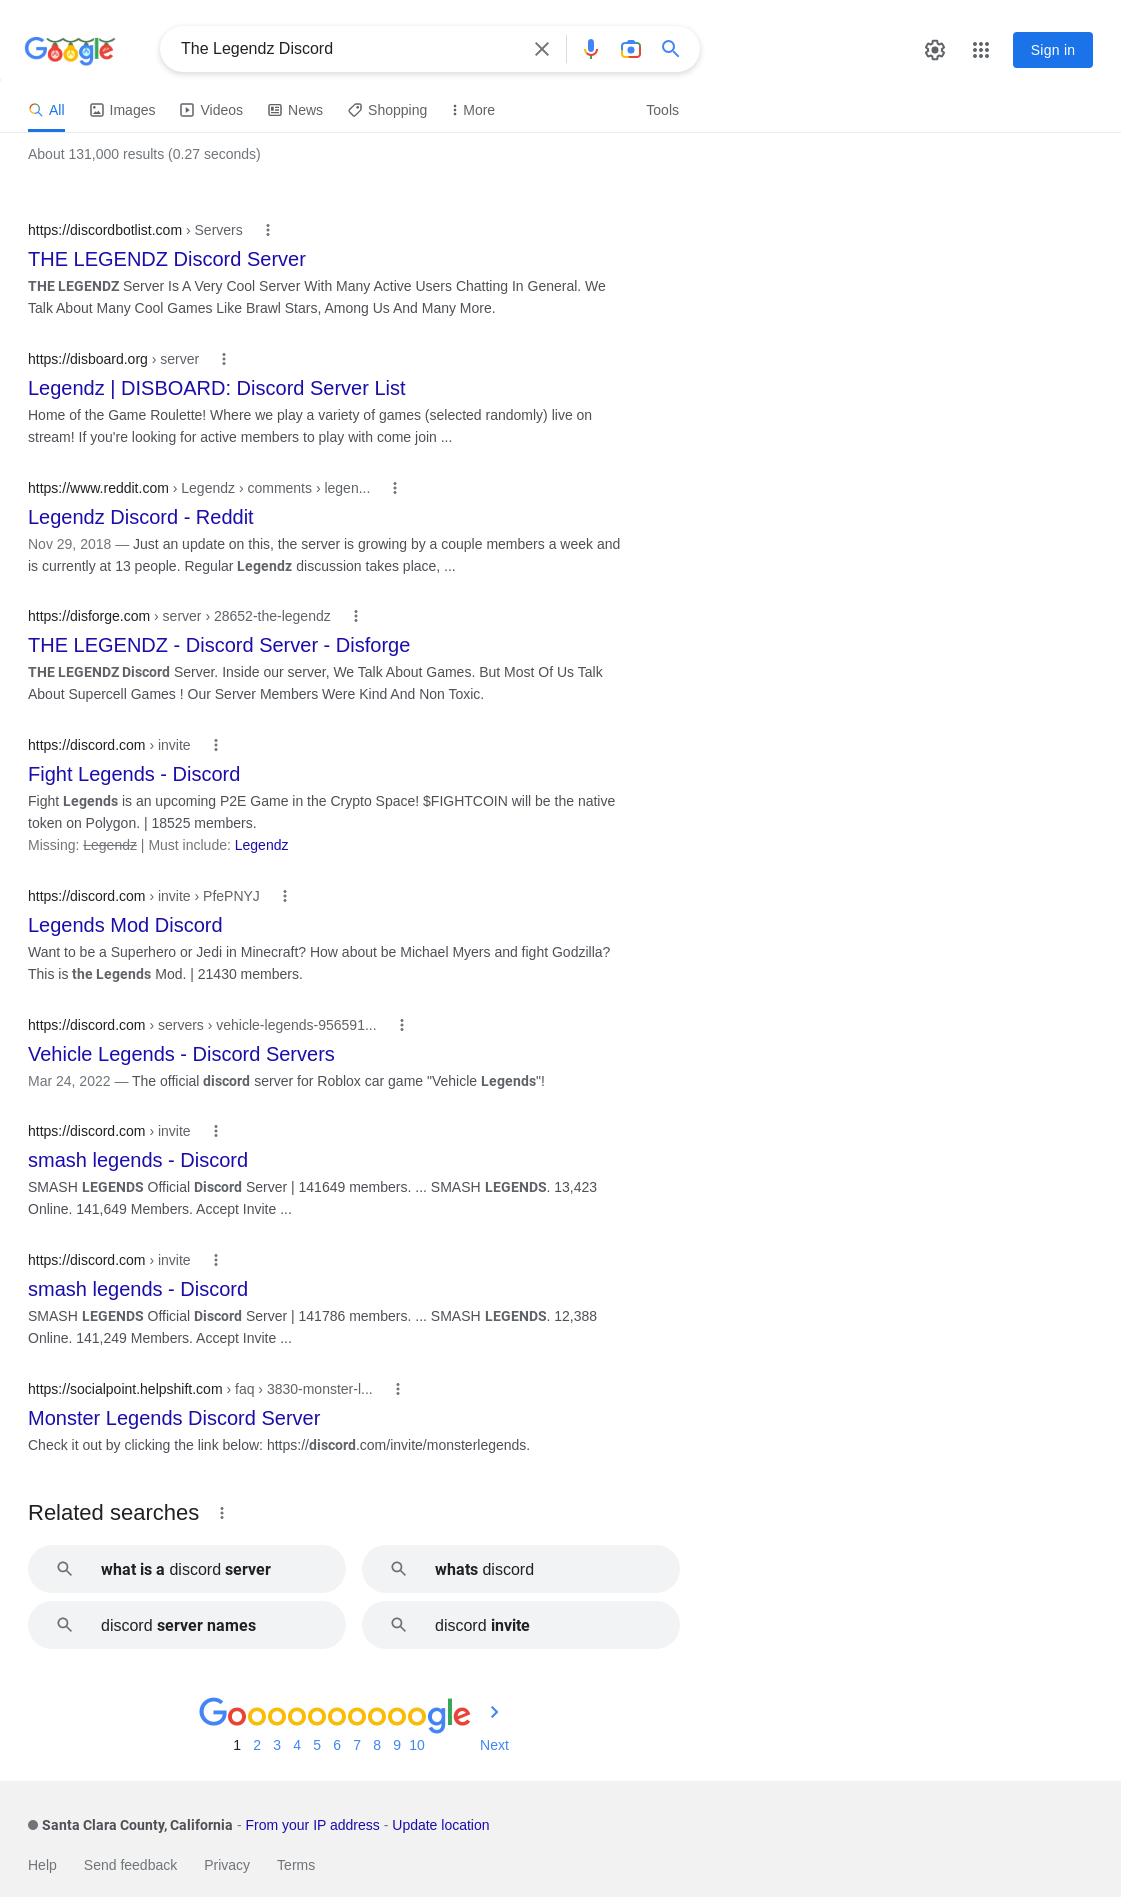 Google
The Legendz Discord
Sign in
All Images Videos News Shopping More Tools
About 131,000 results (0.27 seconds)
https://discordbotlist.com › Servers
THE LEGENDZ Discord Server
THE LEGENDZ Server Is A Very Cool Server With Many Active Users Chatting In General. We
Talk About Many Cool Games Like Brawl Stars, Among Us And Many More.
https://disboard.org › server
Legendz | DISBOARD: Discord Server List
Home of the Game Roulette! Where we play a variety of games (selected randomly) live on
stream! If you're looking for active members to play with come join ...
https://www.reddit.com › Legendz › comments › legen...
Legendz Discord - Reddit
Nov 29, 2018 — Just an update on this, the server is growing by a couple members a week and
is currently at 13 people. Regular Legendz discussion takes place, ...
https://disforge.com › server › 28652-the-legendz
THE LEGENDZ - Discord Server - Disforge
THE LEGENDZ Discord Server. Inside our server, We Talk About Games. But Most Of Us Talk
About Supercell Games ! Our Server Members Were Kind And Non Toxic.
https://discord.com › invite
Fight Legends - Discord
Fight Legends is an upcoming P2E Game in the Crypto Space! $FIGHTCOIN will be the native
token on Polygon. | 18525 members.
Missing: Legendz | Must include: Legendz
https://discord.com › invite › PfePNYJ
Legends Mod Discord
Want to be a Superhero or Jedi in Minecraft? How about be Michael Myers and fight Godzilla?
This is the Legends Mod. | 21430 members.
https://discord.com › servers › vehicle-legends-956591...
Vehicle Legends - Discord Servers
Mar 24, 2022 — The official discord server for Roblox car game "Vehicle Legends"!
https://discord.com › invite
smash legends - Discord
SMASH LEGENDS Official Discord Server | 141649 members. ... SMASH LEGENDS. 13,423
Online. 141,649 Members. Accept Invite ...
https://discord.com › invite
smash legends - Discord
SMASH LEGENDS Official Discord Server | 141786 members. ... SMASH LEGENDS. 12,388
Online. 141,249 Members. Accept Invite ...
https://socialpoint.helpshift.com › faq › 3830-monster-l...
Monster Legends Discord Server
Check it out by clicking the link below: https://discord.com/invite/monsterlegends.
Related searches
what is a discord server
whats discord
discord server names
discord invite
Goooooooooogle
1 2 3 4 5 6 7 8 9 10 Next
Santa Clara County, California - From your IP address - Update location
Help Send feedback Privacy Terms